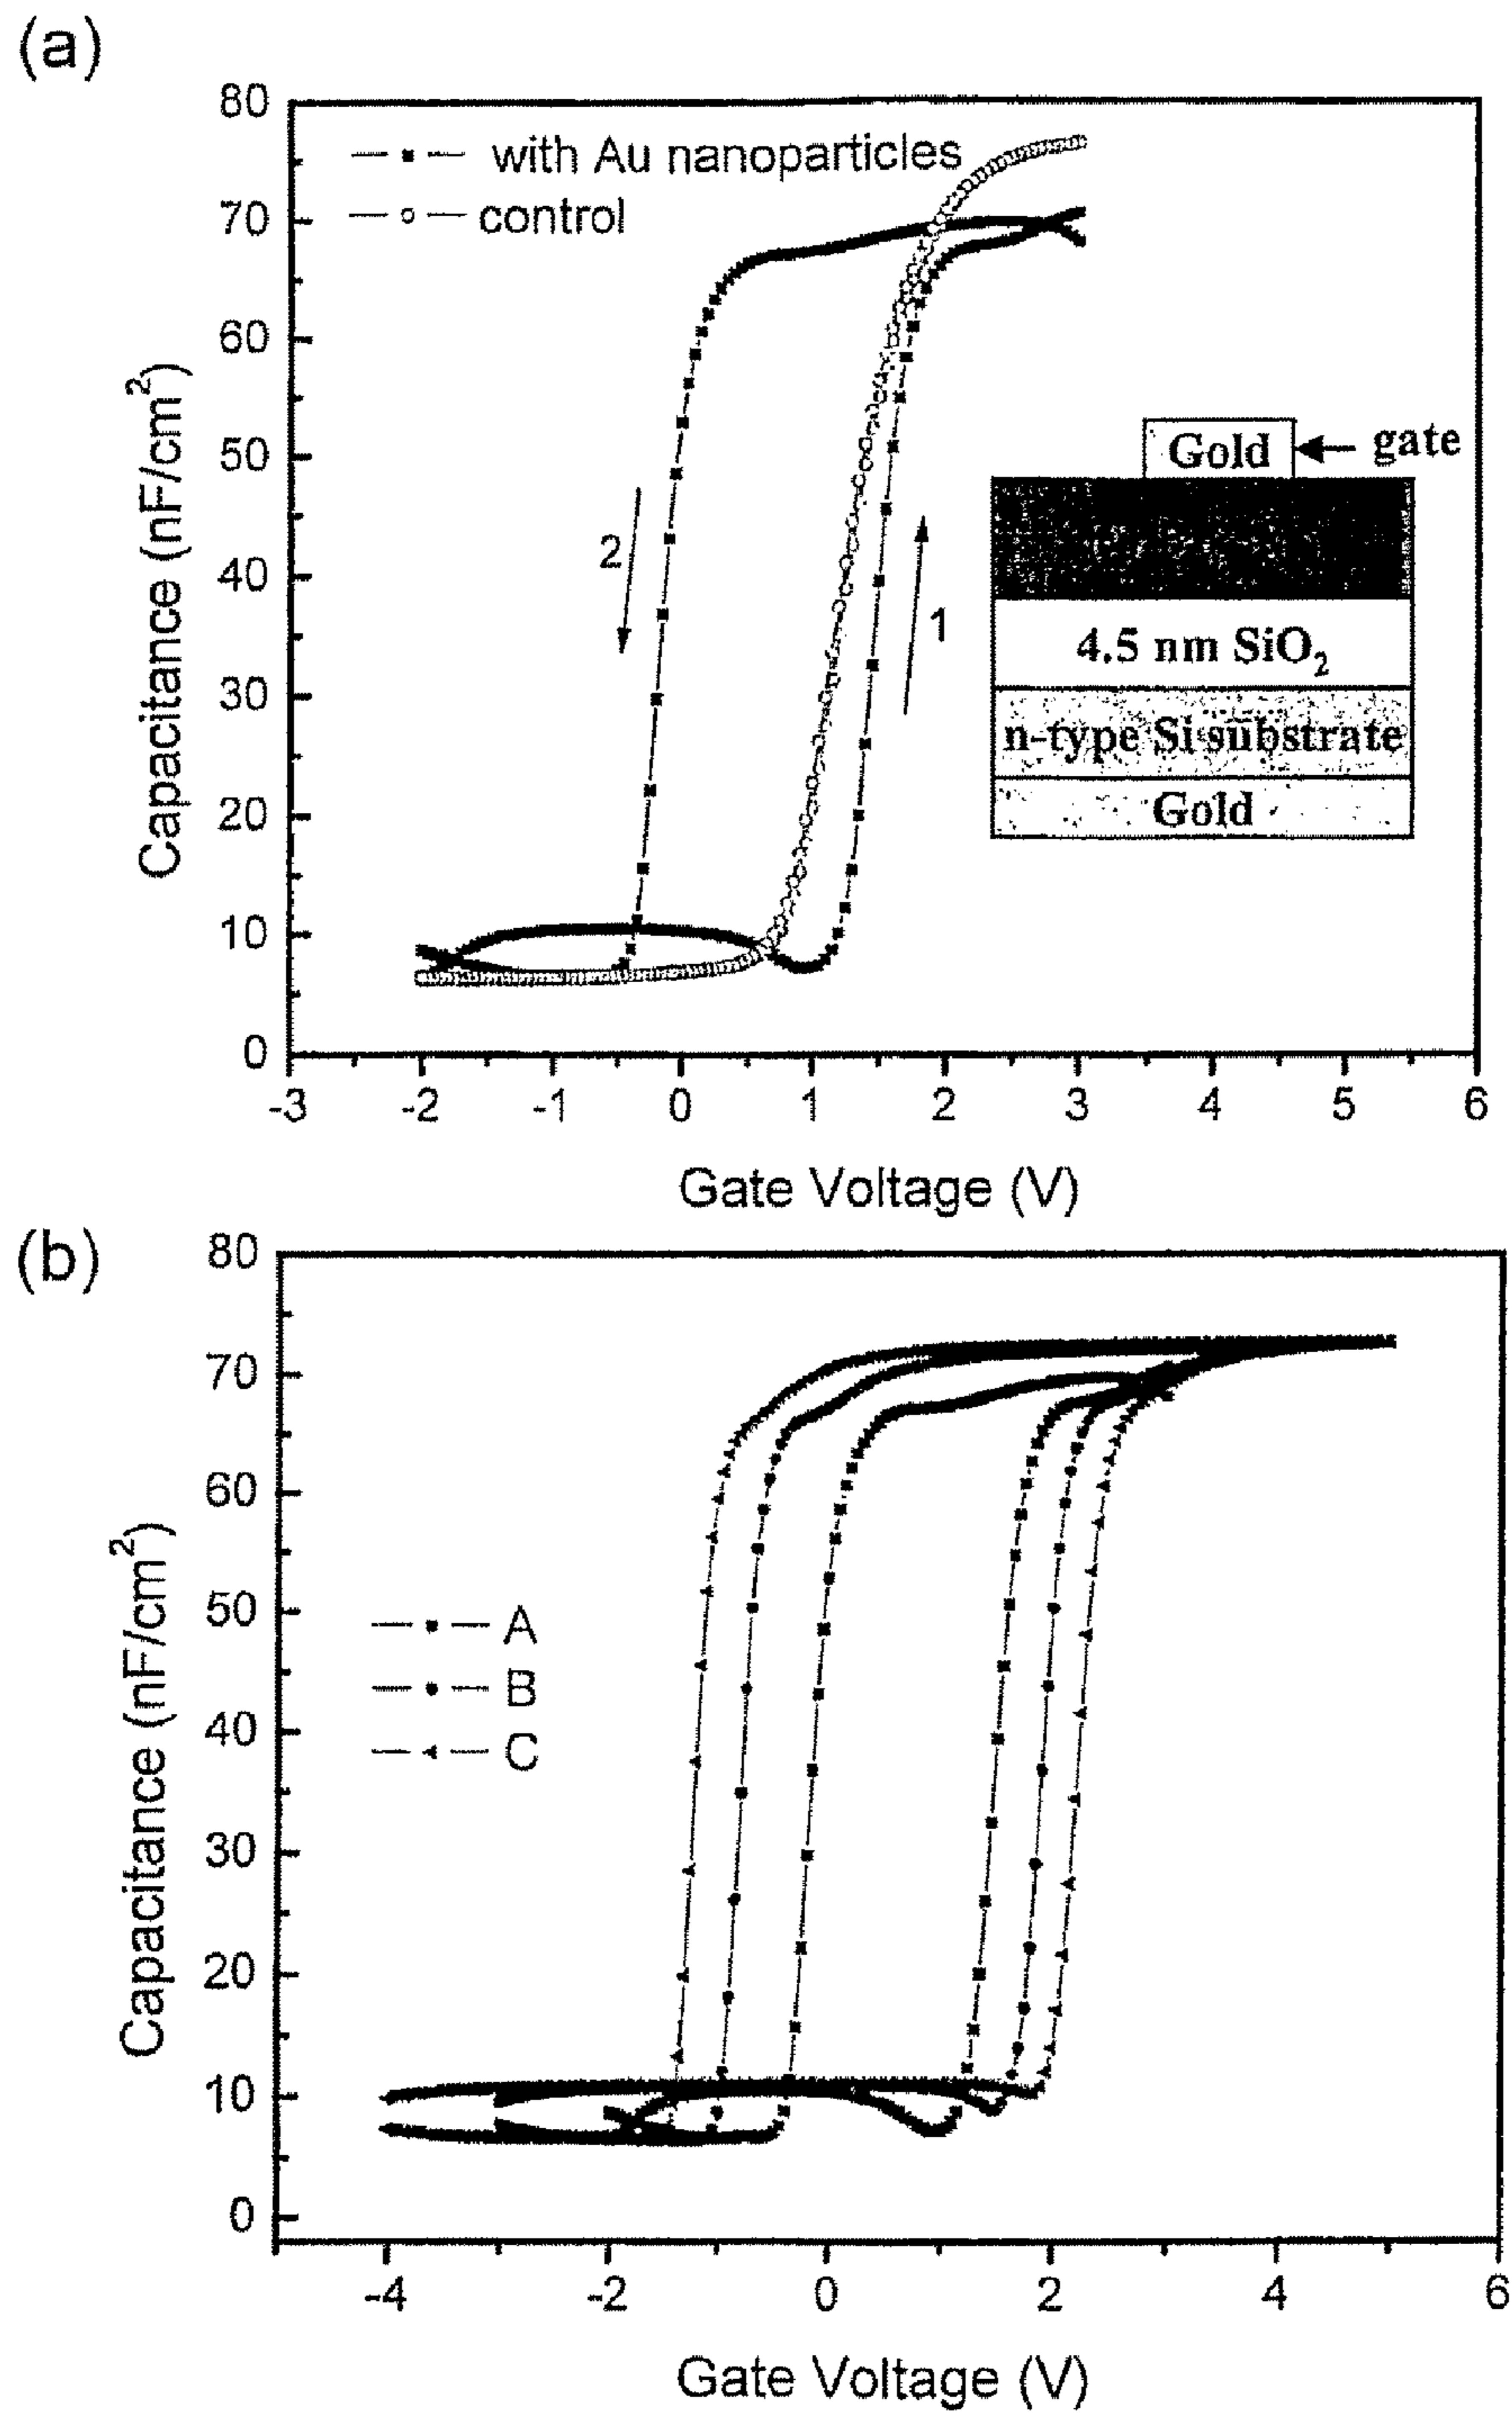 (a)
80
70
60
50
40
30
20
10
0
Capacitance (nF/cm²)
with Au nanoparticles
control
2
1
Gold
gate
4.5 nm SiO₂
n-type Si substrate
Gold
-3 -2 -1 0 1 2 3 4 5 6
Gate Voltage (V)
(b)
80
70
60
50
40
30
20
10
0
Capacitance (nF/cm²)
A
B
C
-4 -2 0 2 4 6
Gate Voltage (V)